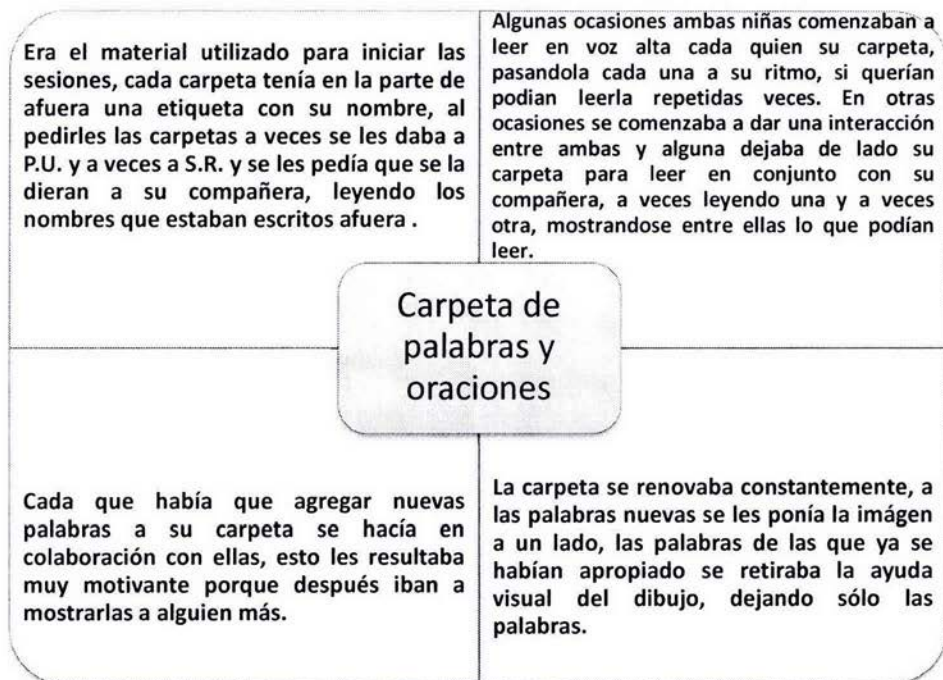 Era el material utilizado para iniciar las
sesiones, cada carpeta tenía en la parte de
afuera una etiqueta con su nombre, al
pedirles las carpetas a veces se les daba a
P.U. y a veces a S.R. y se les pedía que se la
dieran a su compañera, leyendo los
nombres que estaban escritos afuera .
Algunas ocasiones ambas niñas comenzaban a
leer en voz alta cada quien su carpeta,
pasandola cada una a su ritmo, si querían
podian leerla repetidas veces. En otras
ocasiones se comenzaba a dar una interacción
entre ambas y alguna dejaba de lado su
carpeta para leer en conjunto con su
compañera, a veces leyendo una y a veces
otra, mostrandose entre ellas lo que podían
leer.
Carpeta de
palabras y
oraciones
Cada que había que agregar nuevas
palabras a su carpeta se hacía en
colaboración con ellas, esto les resultaba
muy motivante porque después iban a
mostrarlas a alguien más.
La carpeta se renovaba constantemente, a
las palabras nuevas se les ponía la imágen
a un lado, las palabras de las que ya se
habían apropiado se retiraba la ayuda
visual del dibujo, dejando sólo las
palabras.